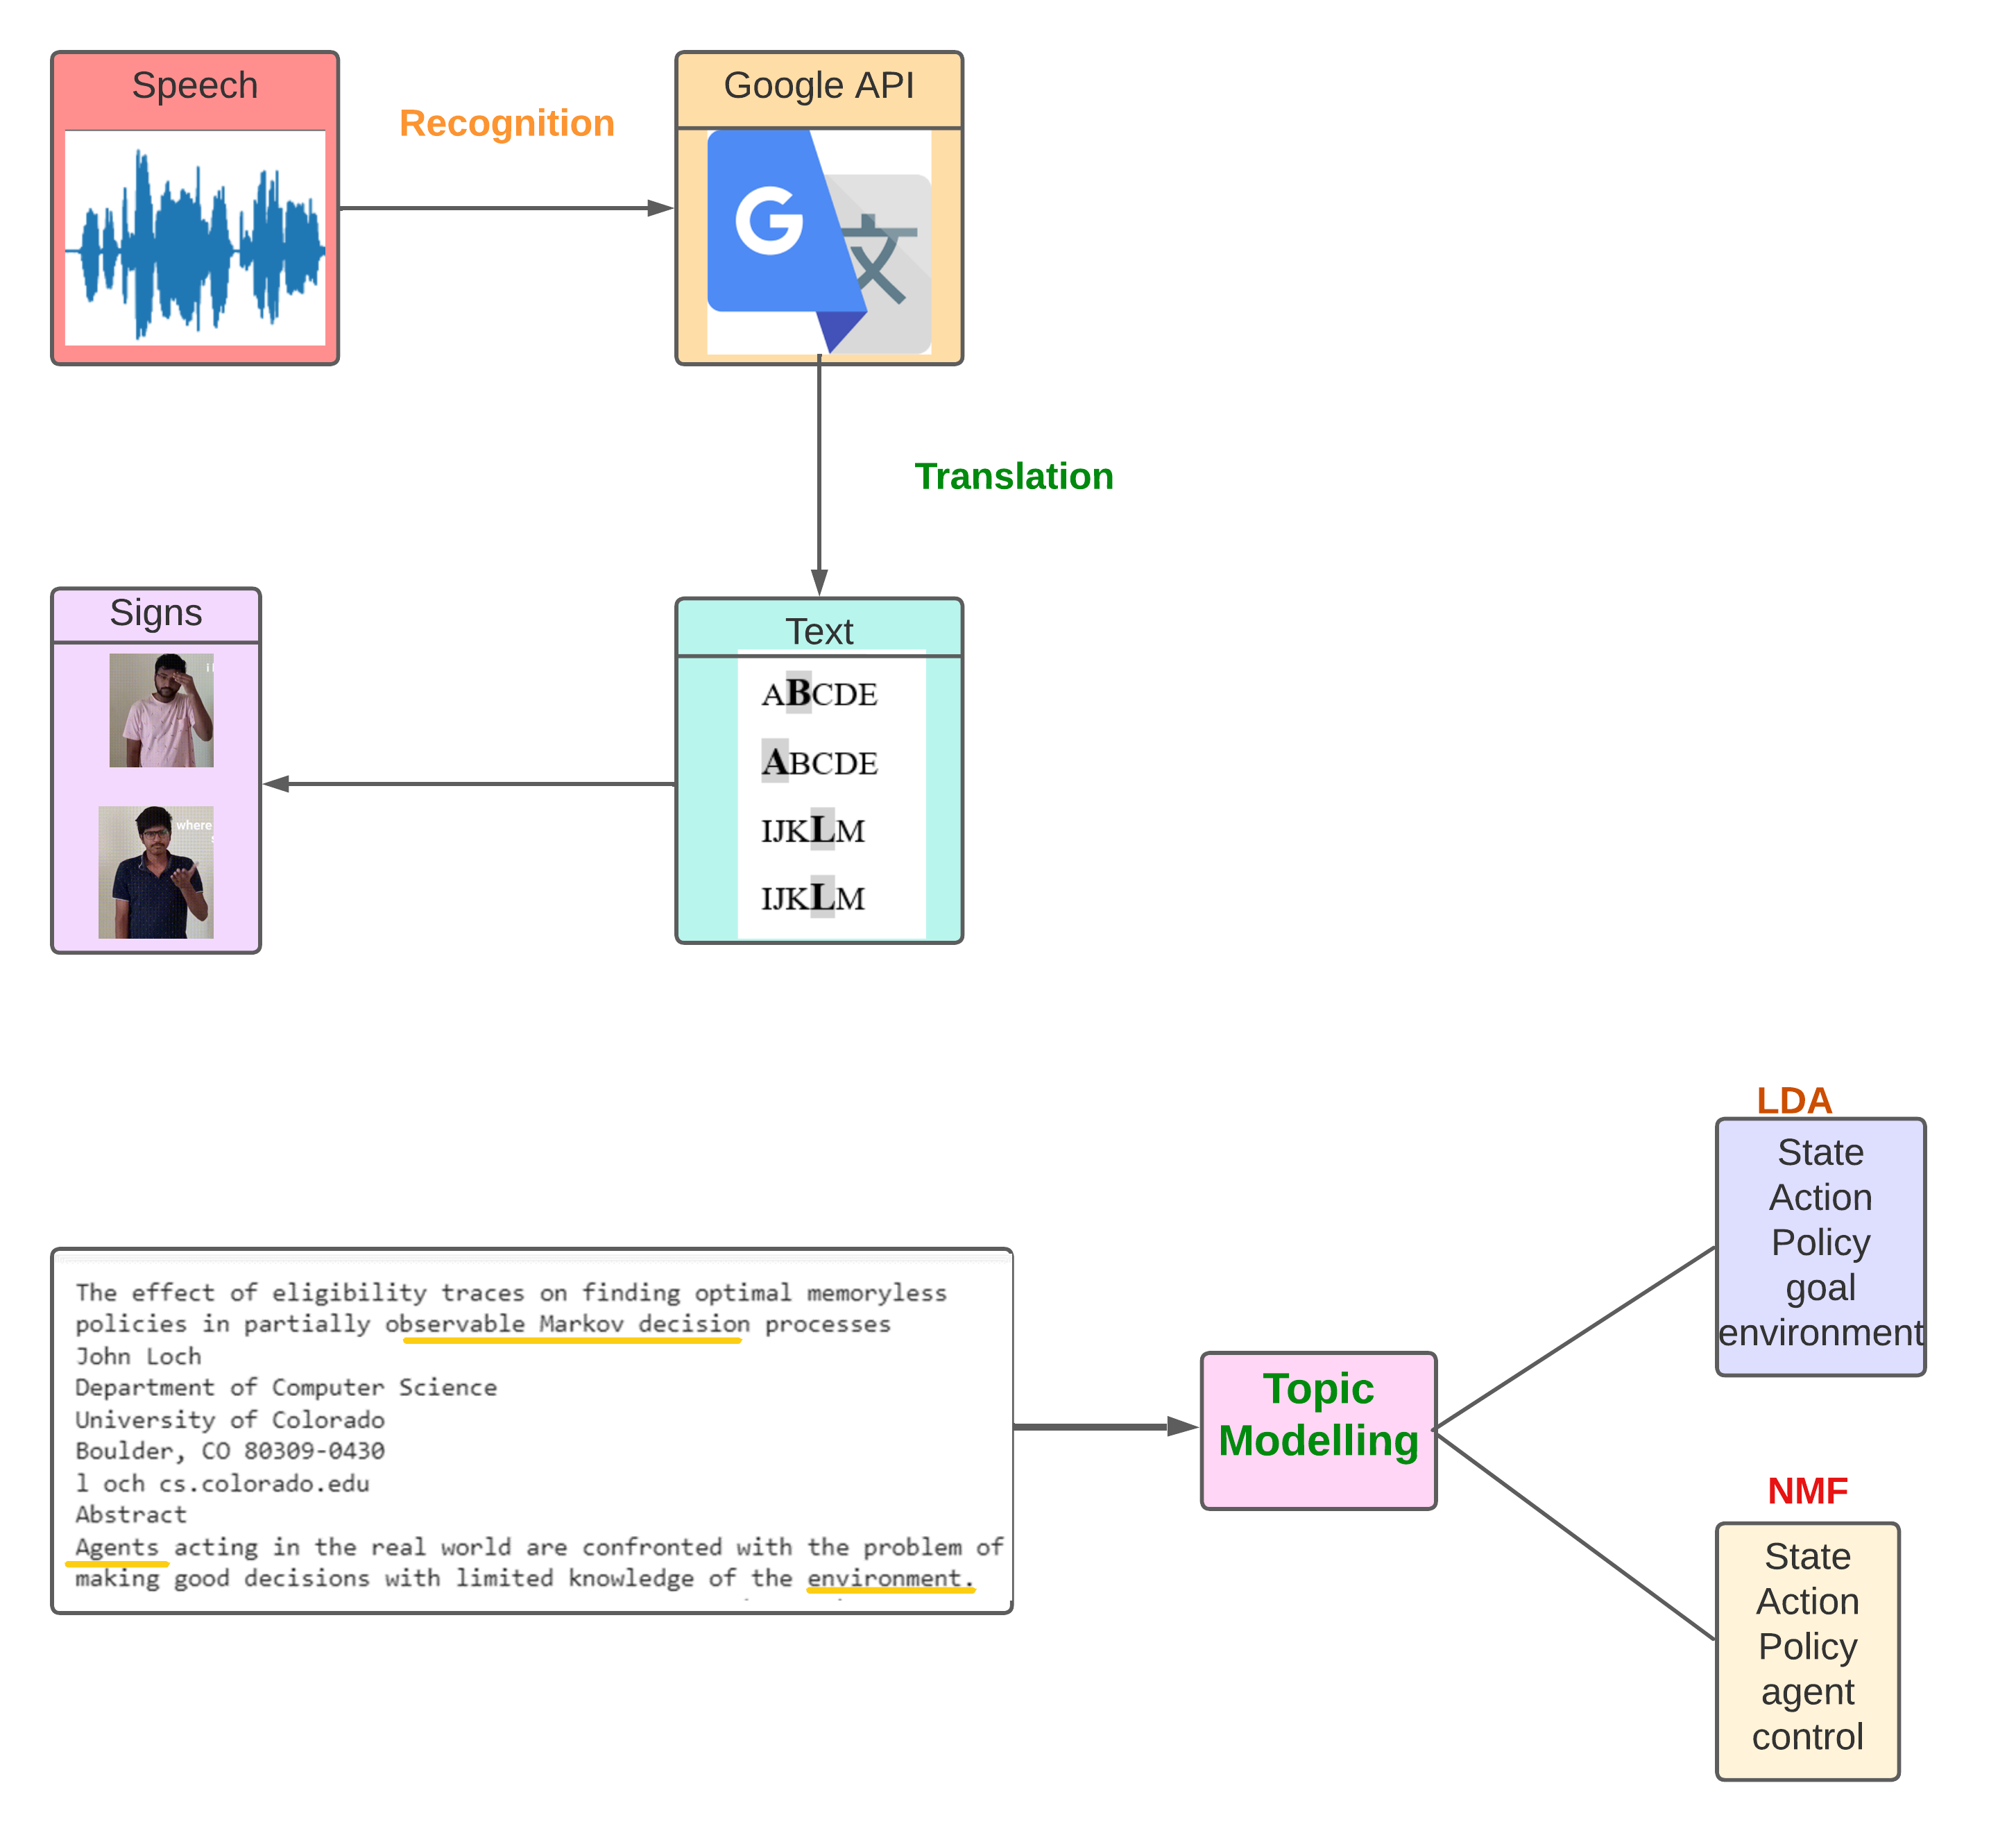 Speech
Recognition
Google API
G
文
Translation
Signs
where
Text
ABCDE
ABCDE
IJKLM
IJKLM
The effect of eligibility traces on finding optimal memoryless
policies in partially observable Markov decision processes
John Loch
Department of Computer Science
University of Colorado
Boulder, CO 80309-0430
l och cs.colorado.edu
Abstract
Agents acting in the real world are confronted with the problem of
making good decisions with limited knowledge of the environment.
Topic
Modelling
LDA
State
Action
Policy
goal
environment
NMF
State
Action
Policy
agent
control